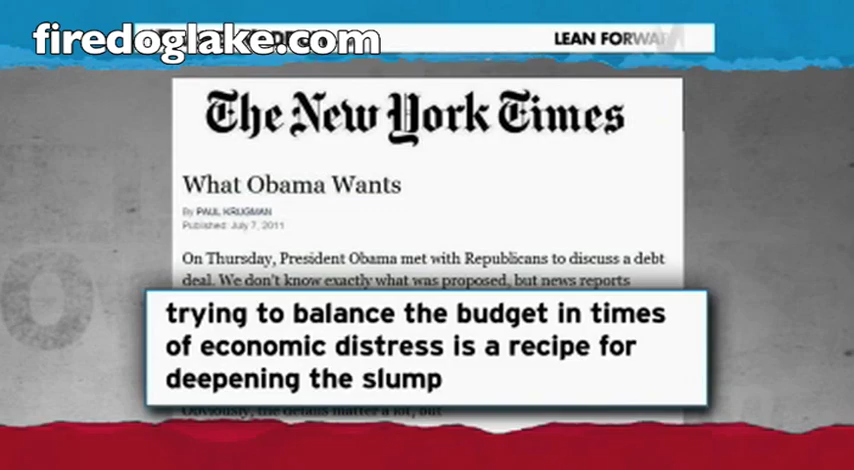 firedoglake.com
LEAN FORWARD
The New York Times
What Obama Wants
By PAUL KRUGMAN
Published: July 7, 2011
On Thursday, President Obama met with Republicans to discuss a debt
deal. We don't know exactly what was proposed, but news reports
trying to balance the budget in times
of economic distress is a recipe for
deepening the slump
Obviously, the details matter a lot, but